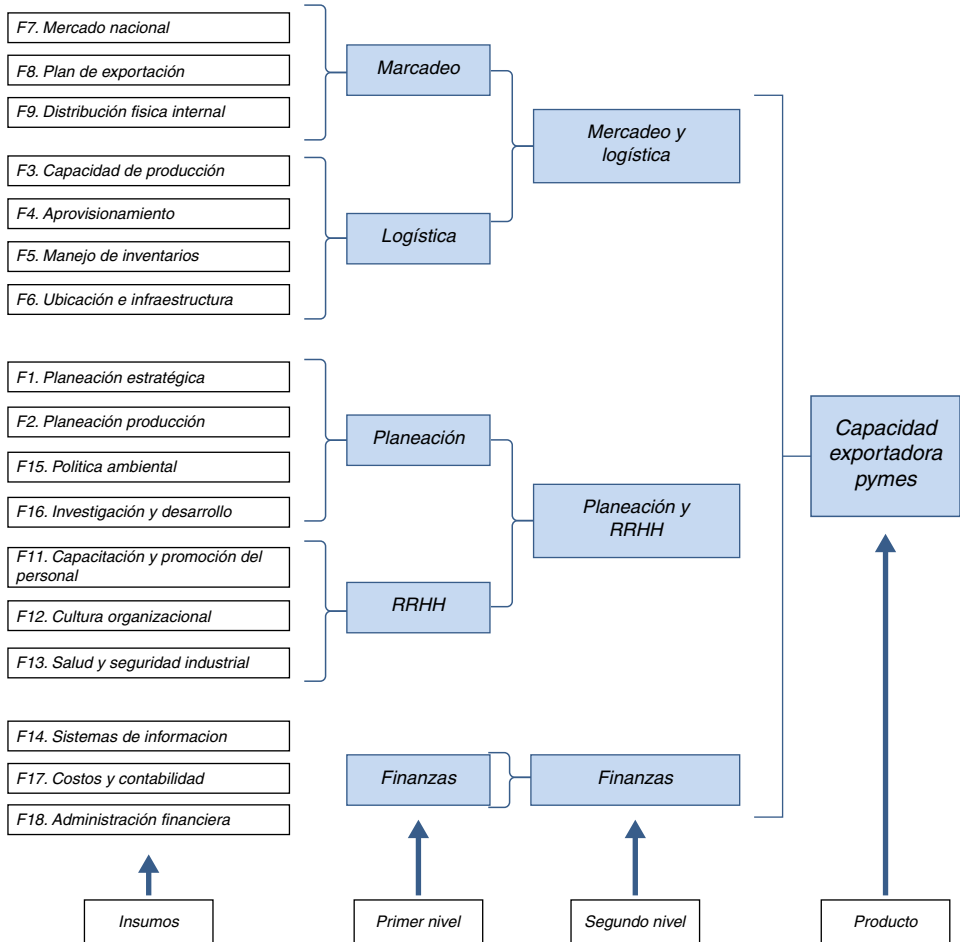 F7. Mercado nacional
F8. Plan de exportación
F9. Distribución fisica internal
Marcadeo
F3. Capacidad de producción
F4. Aprovisionamiento
F5. Manejo de inventarios
F6. Ubicación e infraestructura
Logística
Mercadeo y
logística
F1. Planeación estratégica
F2. Planeación producción
F15. Politica ambiental
F16. Investigación y desarrollo
Planeación
F11. Capacitación y promoción del
personal
F12. Cultura organizacional
F13. Salud y seguridad industrial
RRHH
Planeación y
RRHH
F14. Sistemas de informacion
F17. Costos y contabilidad
F18. Administración financiera
Finanzas
Finanzas
Capacidad
exportadora
pymes
Insumos
Primer nivel
Segundo nivel
Producto